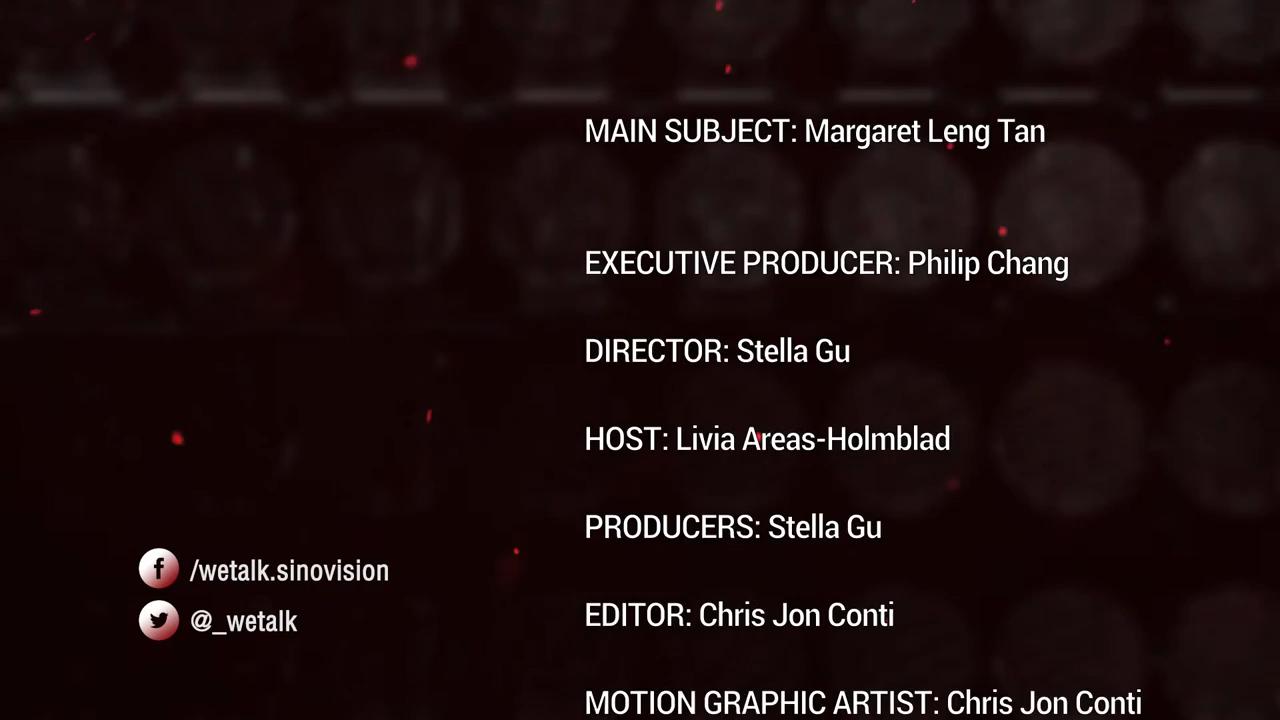 MAIN SUBJECT: Margaret Leng Tan
EXECUTIVE PRODUCER: Philip Chang
DIRECTOR: Stella Gu
HOST: Livia Areas-Holmblad
PRODUCERS: Stella Gu
EDITOR: Chris Jon Conti
MOTION GRAPHIC ARTIST: Chris Jon Conti
/wetalk.sinovision
@_wetalk